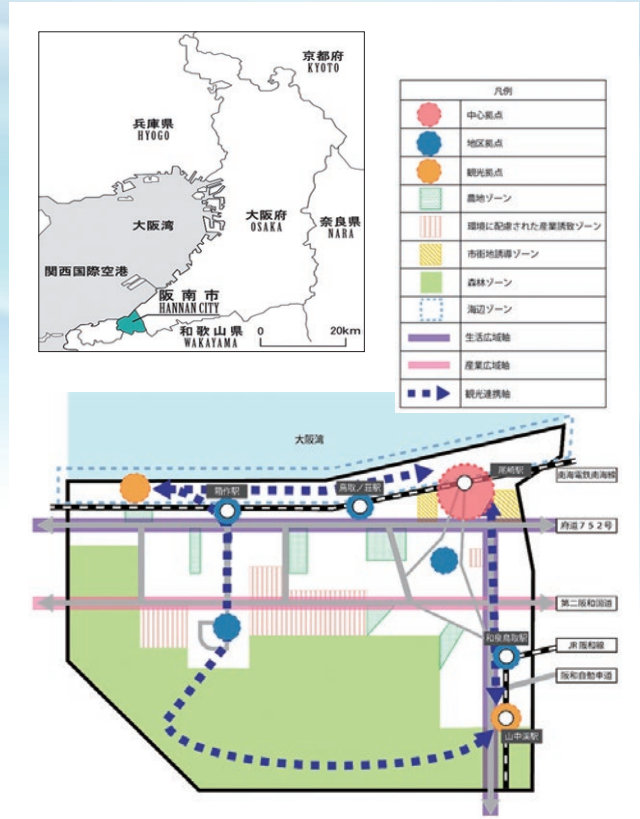 京都府
KYOTO
兵庫県
HYOGO
大阪湾
大阪府
OSAKA
奈良県
NARA
関西国際空港
阪南市
HANNAN CITY
和歌山県
WAKAYAMA
0 20km
凡例
中心拠点
地区拠点
観光拠点
農地ゾーン
環境に配慮された産業誘致ゾーン
市街地誘導ゾーン
森林ゾーン
海辺ゾーン
生活広域軸
産業広域軸
観光連携軸
大阪湾
尾崎駅
南海電鉄南海線
箱作駅
鳥取ノ荘駅
府道752号
第二阪和国道
和泉鳥取駅
JR阪和線
阪和自動車道
山中渓駅